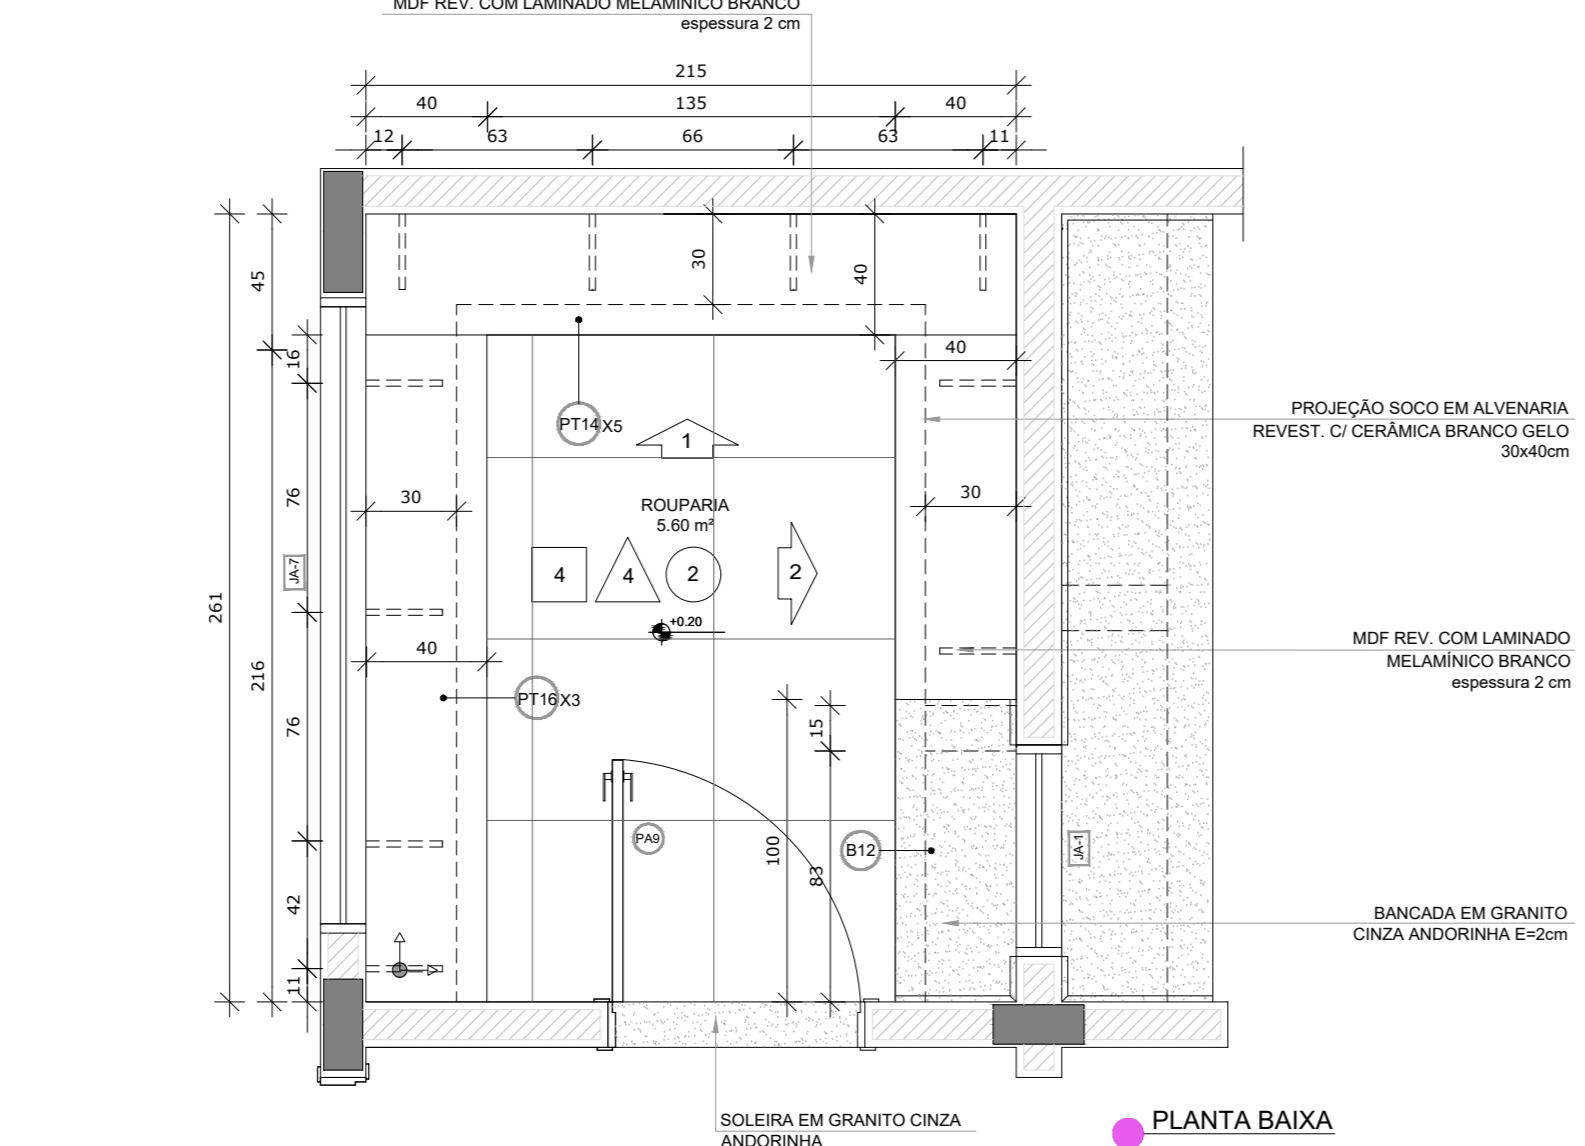 MDF REV. COM LAMINADO MELAMÍNICO BRANCO
espessura 2 cm
215
40 135 40
12 63 66 63 11
45
30
40
16
40
PROJEÇÃO SOCO EM ALVENARIA
REVEST. C/ CERÂMICA BRANCO GELO
30x40cm
PT14 X5
1
76
30
30
ROUPARIA
5.60 m²
JA-7
4 4 2 2
261
+0.20
216
40
MDF REV. COM LAMINADO
MELAMÍNICO BRANCO
espessura 2 cm
PT16 X3
76
15
PA9
100
83
B12
JA-1
42
BANCADA EM GRANITO
CINZA ANDORINHA E=2cm
11
SOLEIRA EM GRANITO CINZA
ANDORINHA
PLANTA BAIXA